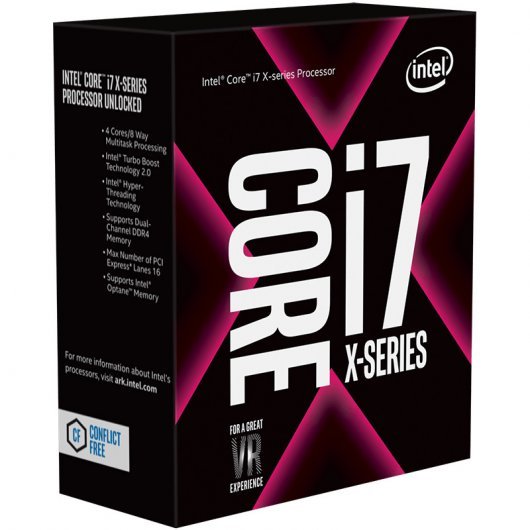 INTEL® CORE™ i7 X-SERIES
PROCESSOR UNLOCKED
• 4 Cores/8 Way
Multitask Processing
• Intel® Turbo Boost
Technology 2.0
• Intel® Hyper-
Threading
Technology
• Supports Dual-
Channel DDR4
Memory
• Max Number of PCI
Express® Lanes 16
• Supports Intel®
Optane™ Memory
For more information about Intel's
processors, visit ark.intel.com
CF
CONFLICT
FREE
Intel® Core™ i7 X-series Processor
intel®
CORE
i7
X-SERIES
FOR A GREAT
VR
EXPERIENCE